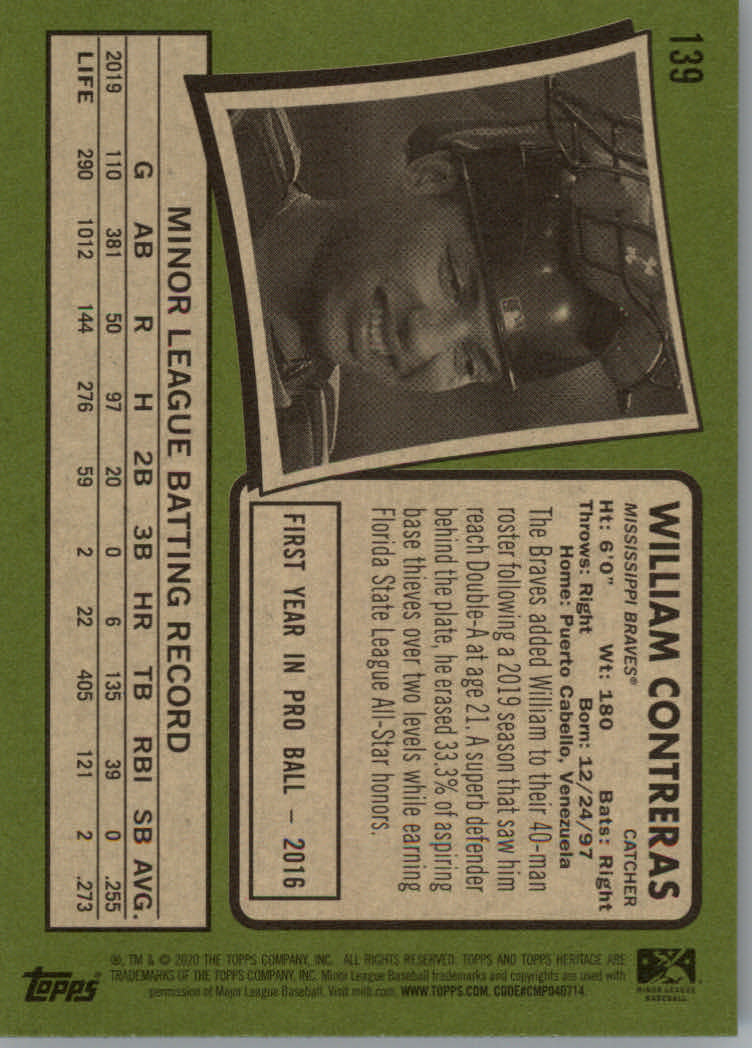 139
WILLIAM CONTRERAS
MISSISSIPPI BRAVES® CATCHER
Ht: 6'0" Wt: 180 Bats: Right
Throws: Right Born: 12/24/97
Home: Puerto Cabello, Venezuela
The Braves added William to their 40-man
roster following a 2019 season that saw him
reach Double-A at age 21. A superb defender
behind the plate, he erased 33.3% of aspiring
base thieves over two levels while earning
Florida State League All-Star honors.
FIRST YEAR IN PRO BALL – 2016
MINOR LEAGUE BATTING RECORD
G AB R H 2B 3B HR TB RBI SB AVG.
2019 110 381 50 97 20 0 6 135 39 0 .255
LIFE 290 1012 144 276 59 2 22 405 121 2 .273
MINOR LEAGUE
BASEBALL
®, TM & © 2020 THE TOPPS COMPANY, INC. ALL RIGHTS RESERVED. TOPPS AND TOPPS HERITAGE ARE
TRADEMARKS OF THE TOPPS COMPANY, INC. Minor League Baseball trademarks and copyrights are used with
permission of Major League Baseball. Visit milb.com. WWW.TOPPS.COM. CODE#CMP040714.
topps